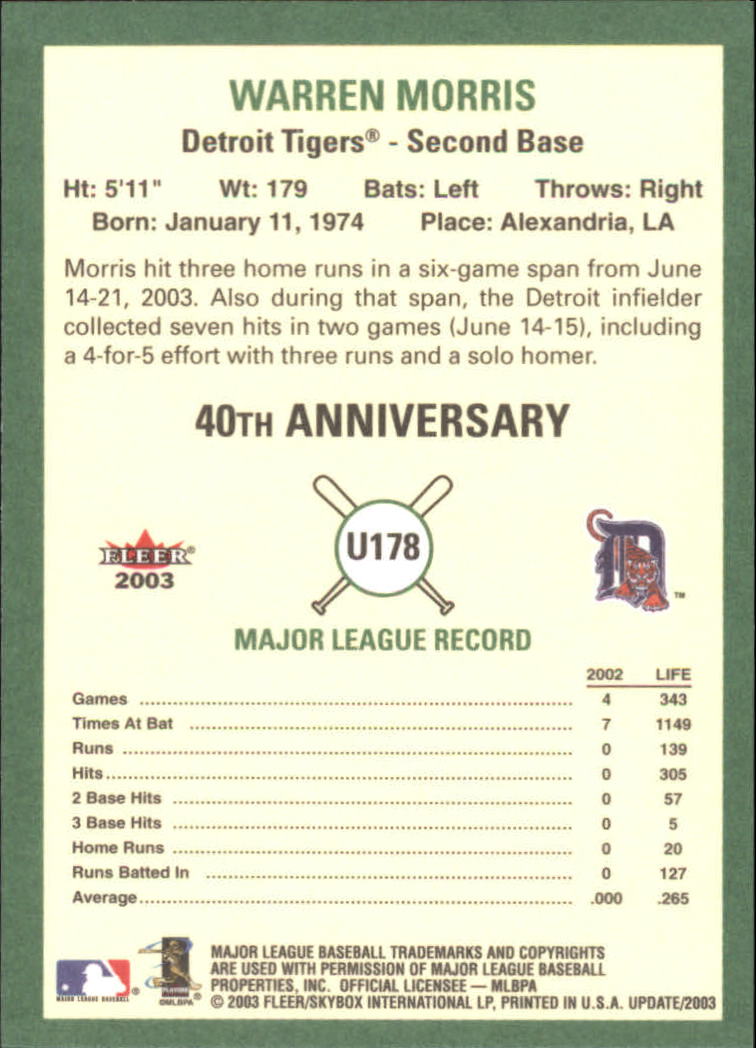 WARREN MORRIS
Detroit Tigers® - Second Base
Ht: 5'11" Wt: 179 Bats: Left Throws: Right
Born: January 11, 1974 Place: Alexandria, LA
Morris hit three home runs in a six-game span from June
14-21, 2003. Also during that span, the Detroit infielder
collected seven hits in two games (June 14-15), including
a 4-for-5 effort with three runs and a solo homer.
40TH ANNIVERSARY
FLEER®
2003
U178
D
TM
MAJOR LEAGUE RECORD
2002 LIFE
Games 4 343
Times At Bat 7 1149
Runs 0 139
Hits 0 305
2 Base Hits 0 57
3 Base Hits 0 5
Home Runs 0 20
Runs Batted In 0 127
Average .000 .265
MAJOR LEAGUE BASEBALL ®
PLAYERS ®
©MLBPA
MAJOR LEAGUE BASEBALL TRADEMARKS AND COPYRIGHTS
ARE USED WITH PERMISSION OF MAJOR LEAGUE BASEBALL
PROPERTIES, INC. OFFICIAL LICENSEE — MLBPA
© 2003 FLEER/SKYBOX INTERNATIONAL LP, PRINTED IN U.S.A. UPDATE/2003